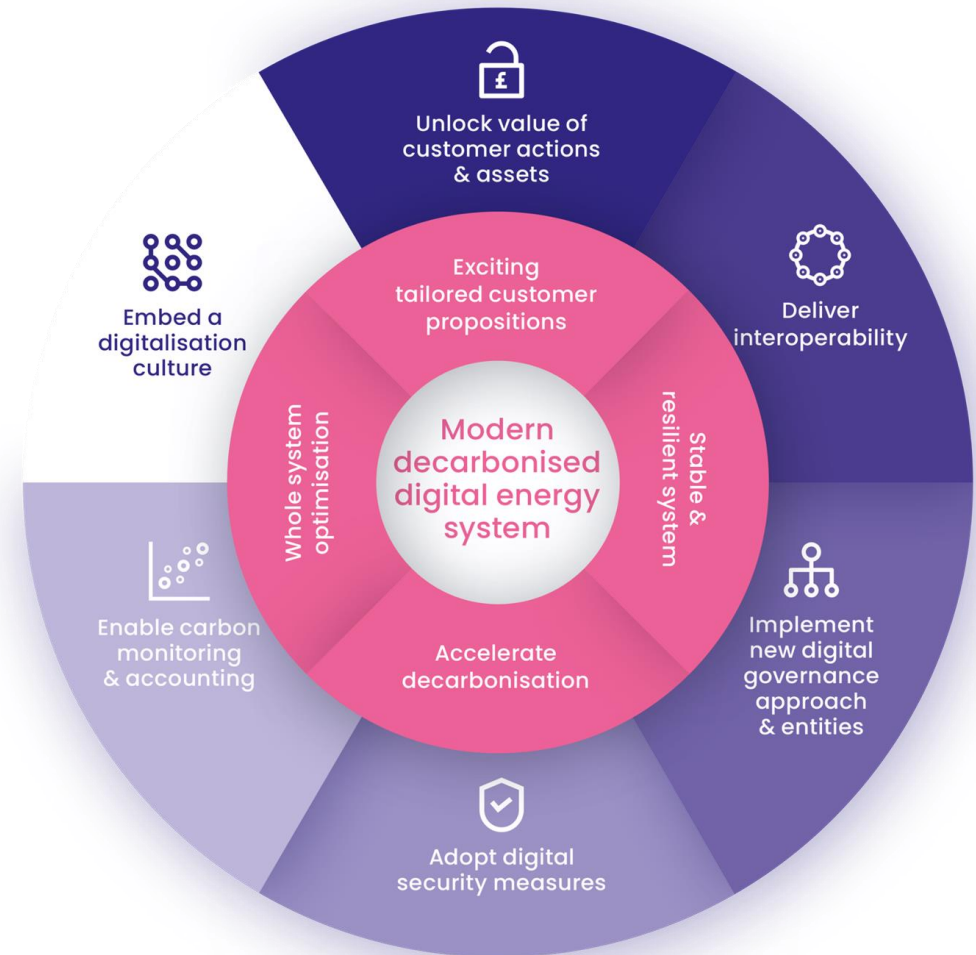 £
Unlock value of
customer actions
& assets
Deliver
interoperability
Implement
new digital
governance
approach
& entities
Adopt digital
security measures
Enable carbon
monitoring
& accounting
Embed a
digitalisation
culture
Exciting
tailored customer
propositions
Stable &
resilient system
Accelerate
decarbonisation
Whole system
optimisation
Modern
decarbonised
digital energy
system